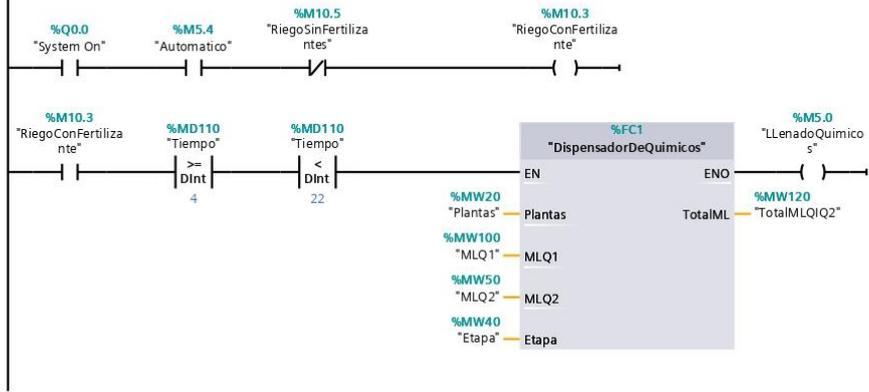 %Q0.0
"System On"
%M5.4
"Automatico"
%M10.5
"RiegoSinFertiliza
ntes"
%M10.3
"RiegoConFertiliza
nte"
%M10.3
"RiegoConFertiliza
nte"
%MD110
"Tiempo"
>=
DInt
4
%MD110
"Tiempo"
<
DInt
22
%FC1
"DispensadorDeQuimicos"
EN
ENO
%M5.0
"LLenadoQuimico
s"
%MW20
"Plantas"
Plantas
TotalML
%MW120
"TotalMLQIQ2"
%MW100
"MLQ1"
MLQ1
%MW50
"MLQ2"
MLQ2
%MW40
"Etapa"
Etapa